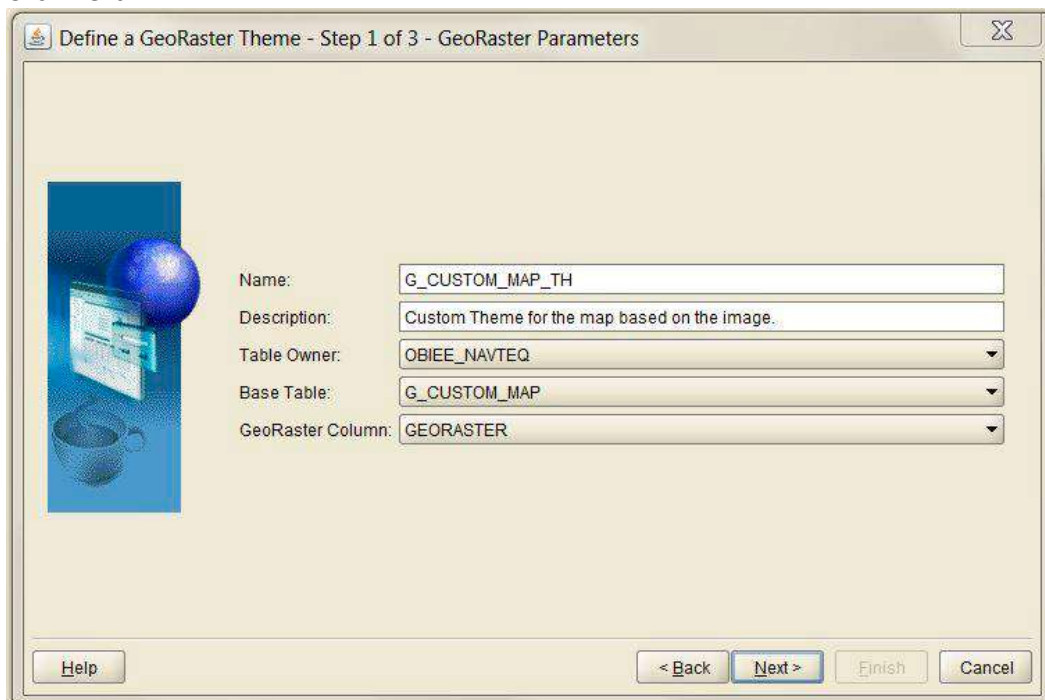 Define a GeoRaster Theme - Step 1 of 3 - GeoRaster Parameters
Name: G_CUSTOM_MAP_TH
Description: Custom Theme for the map based on the image.
Table Owner: OBIEE_NAVTEQ
Base Table: G_CUSTOM_MAP
GeoRaster Column: GEORASTER
Help < Back Next > Finish Cancel